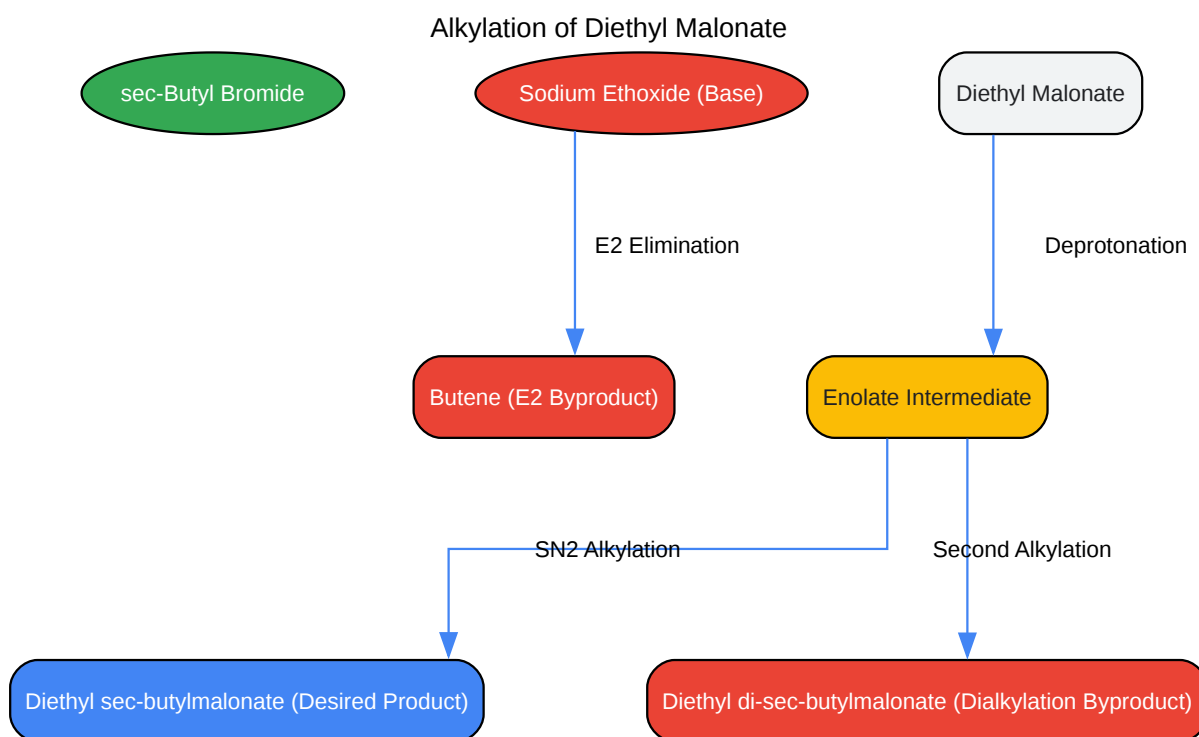 Alkylation of Diethyl Malonate
sec-Butyl Bromide
Sodium Ethoxide (Base)
Diethyl Malonate
E2 Elimination
Deprotonation
Butene (E2 Byproduct)
Enolate Intermediate
SN2 Alkylation
Second Alkylation
Diethyl sec-butylmalonate (Desired Product)
Diethyl di-sec-butylmalonate (Dialkylation Byproduct)